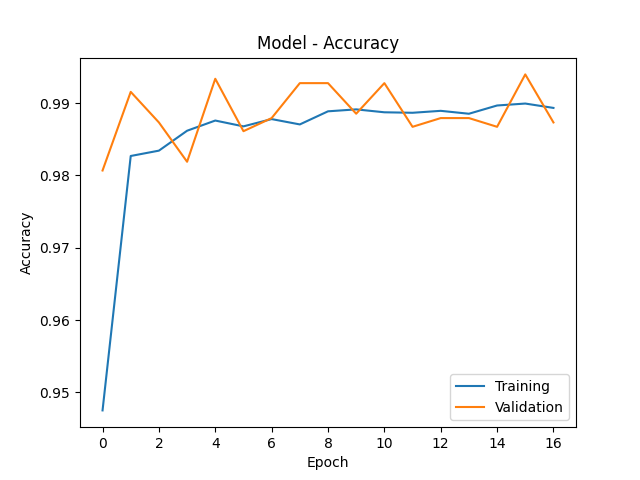 Model - Accuracy
Accuracy
0.99
0.98
0.97
0.96
0.95
0 2 4 6 8 10 12 14 16
Epoch
Training
Validation